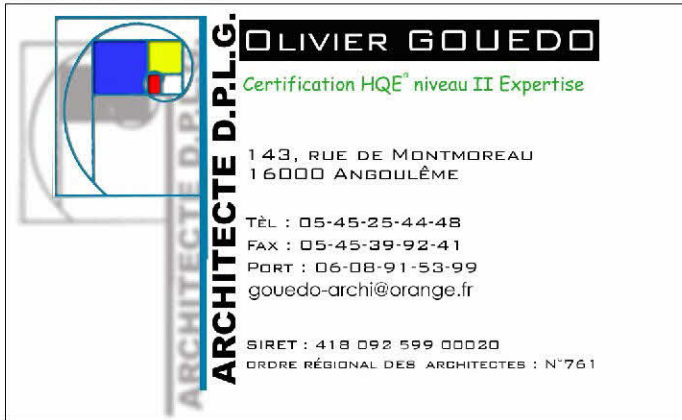 OLIVIER GOUEDO
Certification HQE® niveau II Expertise
ARCHITECTE D.P.L.G.
143, RUE DE MONTMOREAU
16000 ANGOULÊME
TÈL : 05-45-25-44-48
FAX : 05-45-39-92-41
PORT : 06-08-91-53-99
gouedo-archi@orange.fr
SIRET : 418 092 599 00020
ORDRE RÉGIONAL DES ARCHITECTES : N°761